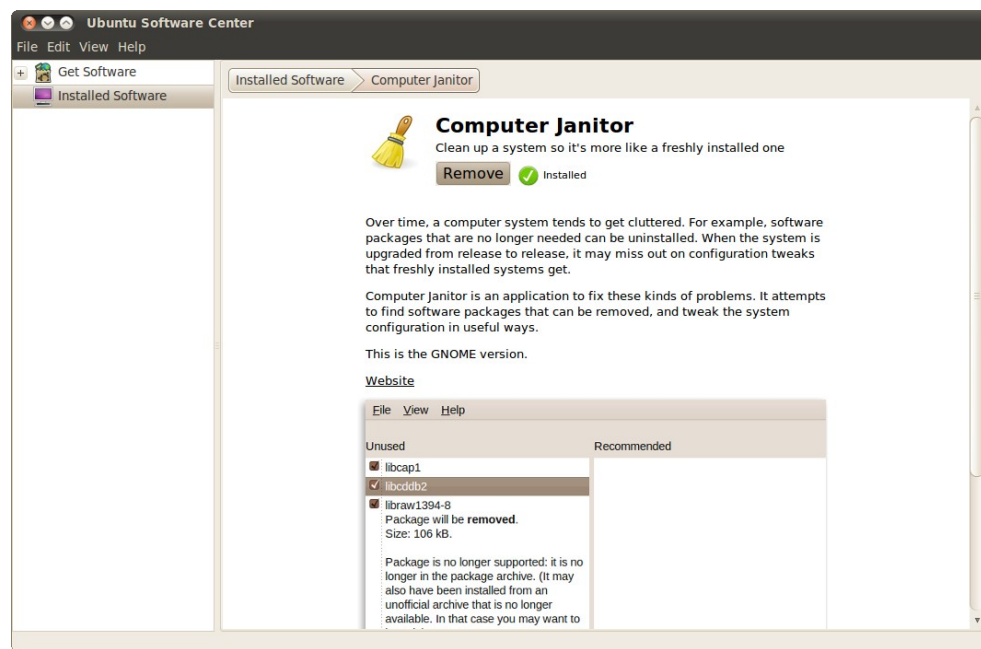 Ubuntu Software Center
File Edit View Help
Get Software
Installed Software
Installed Software
Computer Janitor
Computer Janitor
Clean up a system so it's more like a freshly installed one
Remove
Installed
Over time, a computer system tends to get cluttered. For example, software
packages that are no longer needed can be uninstalled. When the system is
upgraded from release to release, it may miss out on configuration tweaks
that freshly installed systems get.
Computer Janitor is an application to fix these kinds of problems. It attempts
to find software packages that can be removed, and tweak the system
configuration in useful ways.
This is the GNOME version.
Website
File View Help
Unused
Recommended
libcap1
libcddb2
libraw1394-8
Package will be removed.
Size: 106 kB.
Package is no longer supported: it is no
longer in the package archive. (It may
also have been installed from an
unofficial archive that is no longer
available. In that case you may want to